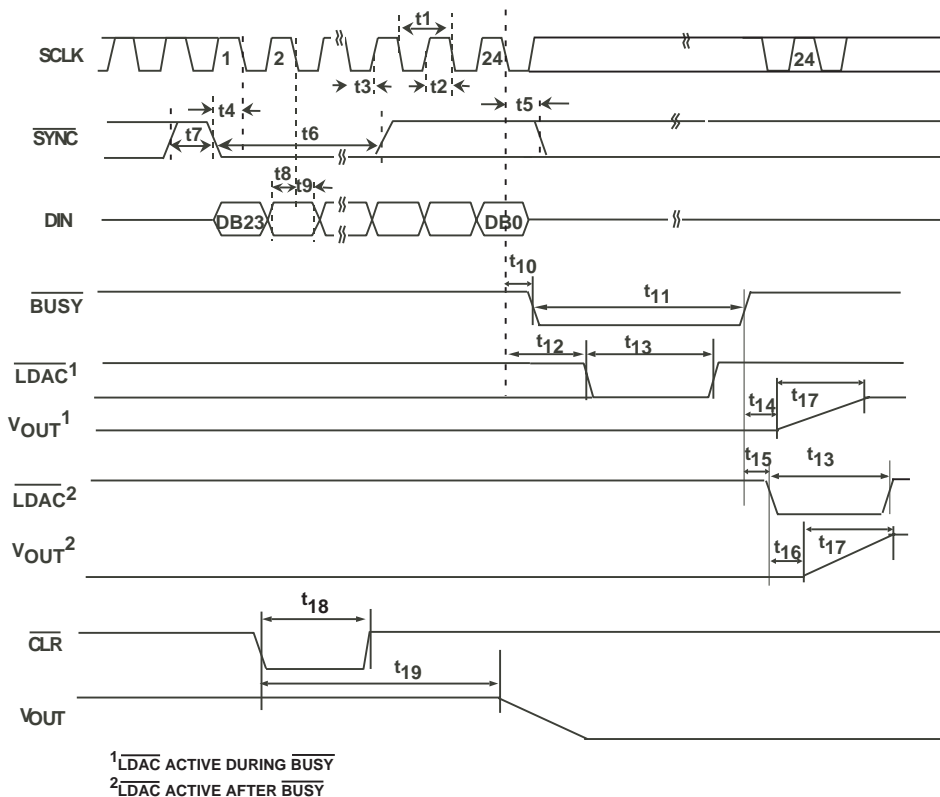 t1
SCLK 1 2 24 24
t3 t2
t4 t5
SYNC t7 t6
t8 t9
DIN DB23 DB0
t10
BUSY t11
t12 t13
LDAC1
t14 t17
VOUT1
t15 t13
LDAC2
VOUT2 t16 t17
t18
CLR
t19
VOUT
1LDAC ACTIVE DURING BUSY
2LDAC ACTIVE AFTER BUSY